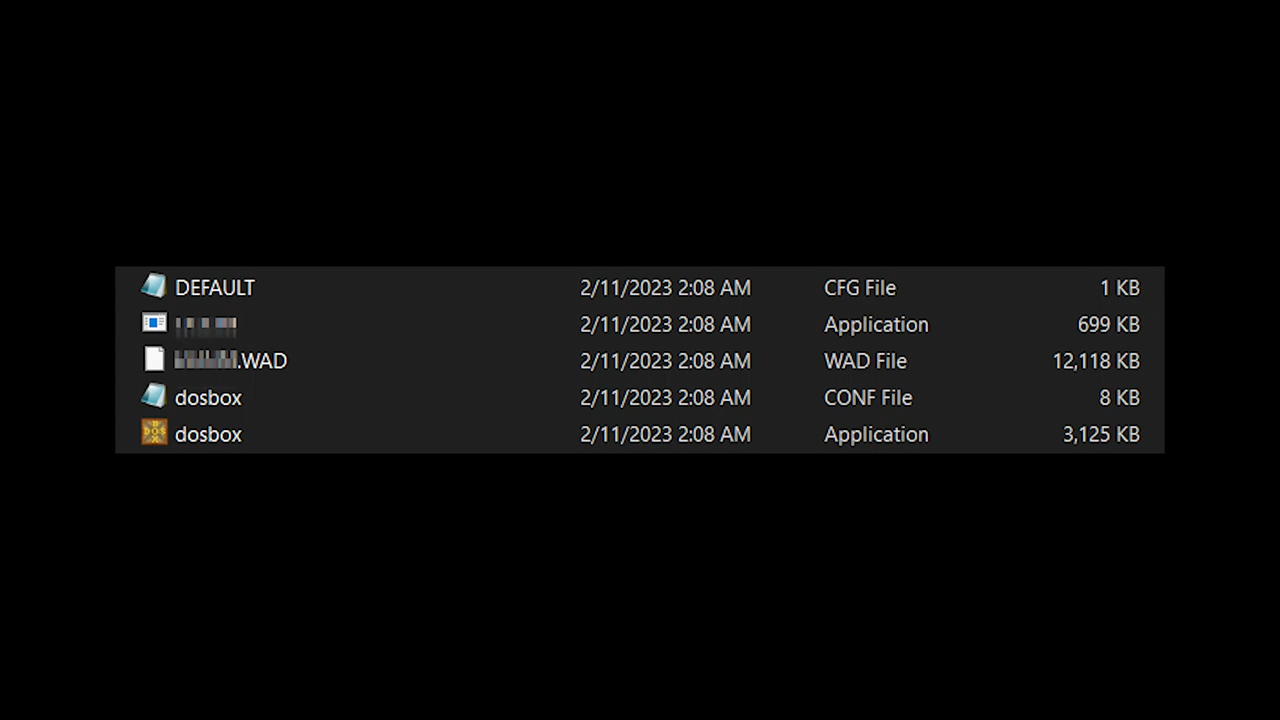 DEFAULT 2/11/2023 2:08 AM CFG File 1 KB
2/11/2023 2:08 AM Application 699 KB
.WAD 2/11/2023 2:08 AM WAD File 12,118 KB
dosbox 2/11/2023 2:08 AM CONF File 8 KB
dosbox 2/11/2023 2:08 AM Application 3,125 KB